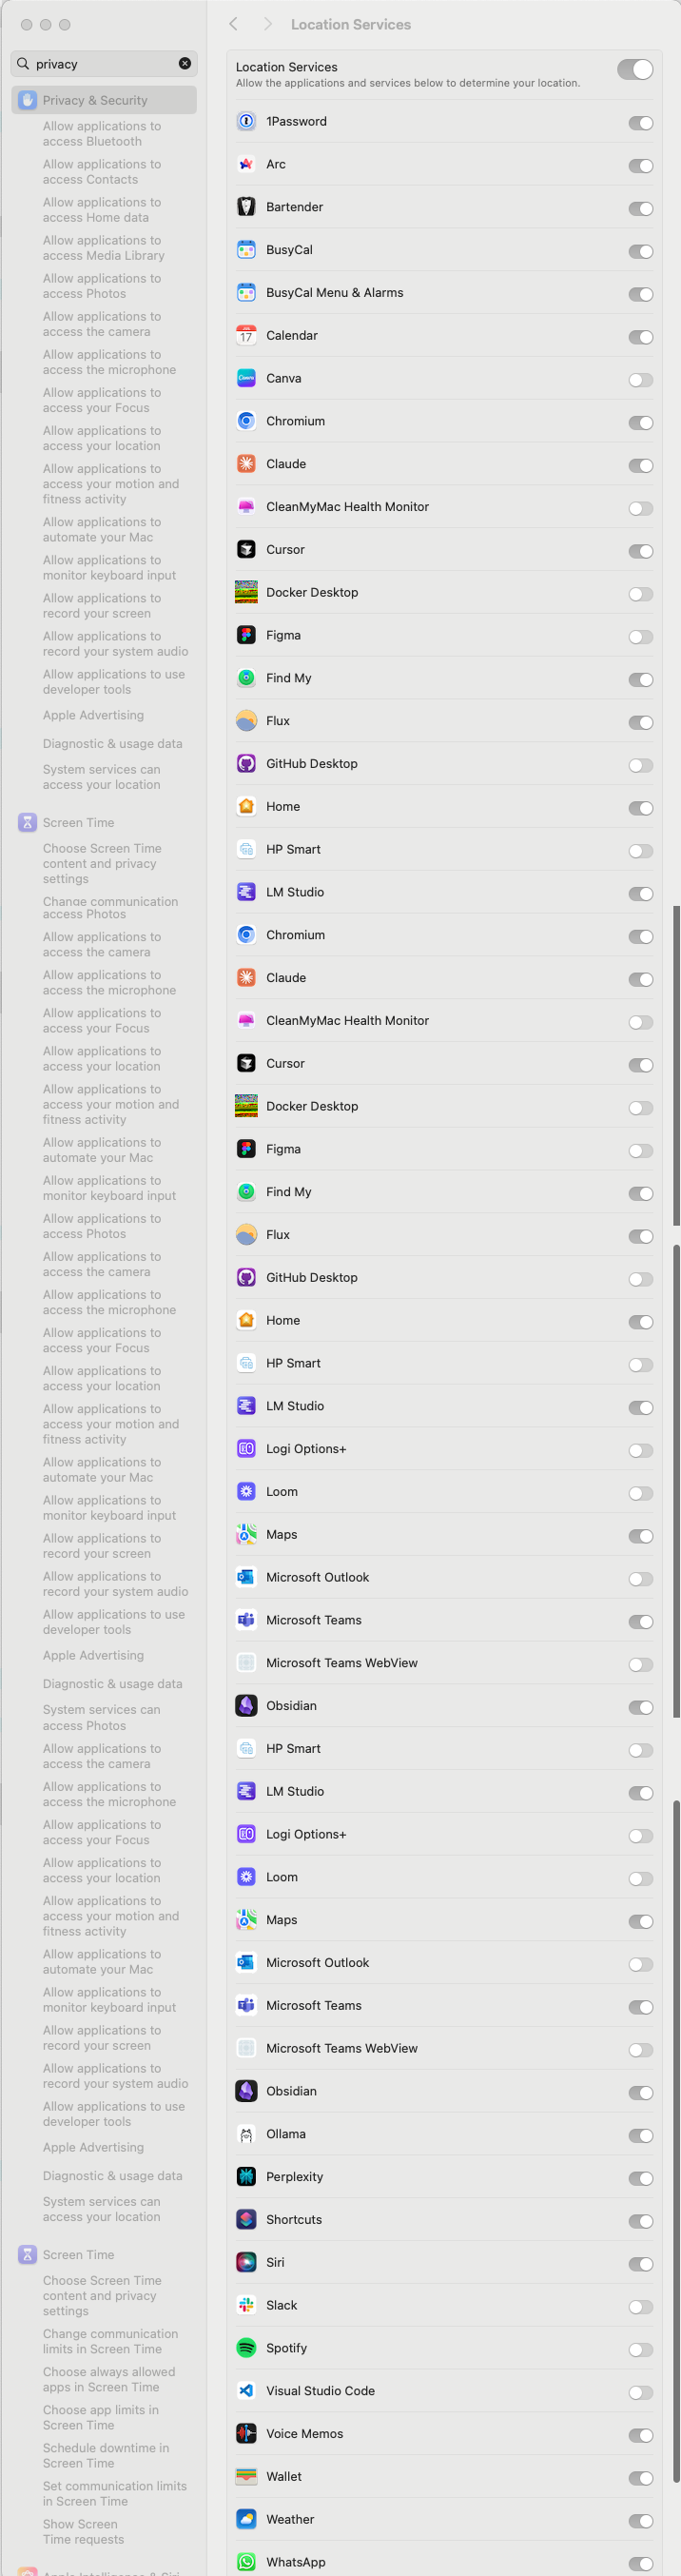 Location Services
privacy
Privacy & Security
Allow applications to
access Bluetooth
Allow applications to
access Contacts
Allow applications to
access Home data
Allow applications to
access Media Library
Allow applications to
access Photos
Allow applications to
access the camera
Allow applications to
access the microphone
Allow applications to
access your Focus
Allow applications to
access your location
Allow applications to
access your motion and
fitness activity
Allow applications to
automate your Mac
Allow applications to
monitor keyboard input
Allow applications to
record your screen
Allow applications to
record your system audio
Allow applications to use
developer tools
Apple Advertising
Diagnostic & usage data
System services can
access your location
Screen Time
Choose Screen Time
content and privacy
settings
Change communication
access Photos
Allow applications to
access the camera
Allow applications to
access the microphone
Allow applications to
access your Focus
Allow applications to
access your location
Allow applications to
access your motion and
fitness activity
Allow applications to
automate your Mac
Allow applications to
monitor keyboard input
Allow applications to
access Photos
Allow applications to
access the camera
Allow applications to
access the microphone
Allow applications to
access your Focus
Allow applications to
access your location
Allow applications to
access your motion and
fitness activity
Allow applications to
automate your Mac
Allow applications to
monitor keyboard input
Allow applications to
record your screen
Allow applications to
record your system audio
Allow applications to use
developer tools
Apple Advertising
Diagnostic & usage data
System services can
access Photos
Allow applications to
access the camera
Allow applications to
access the microphone
Allow applications to
access your Focus
Allow applications to
access your location
Allow applications to
access your motion and
fitness activity
Allow applications to
automate your Mac
Allow applications to
monitor keyboard input
Allow applications to
record your screen
Allow applications to
record your system audio
Allow applications to use
developer tools
Apple Advertising
Diagnostic & usage data
System services can
access your location
Screen Time
Choose Screen Time
content and privacy
settings
Change communication
limits in Screen Time
Choose always allowed
apps in Screen Time
Choose app limits in
Screen Time
Schedule downtime in
Screen Time
Set communication limits
in Screen Time
Show Screen
Time requests
Apple Intelligence & Siri
Location Services
Allow the applications and services below to determine your location.
1Password
Arc
Bartender
BusyCal
BusyCal Menu & Alarms
17
Calendar
Canva
Chromium
Claude
CleanMyMac Health Monitor
Cursor
Docker Desktop
Figma
Find My
Flux
GitHub Desktop
Home
HP Smart
LM Studio
Chromium
Claude
CleanMyMac Health Monitor
Cursor
Docker Desktop
Figma
Find My
Flux
GitHub Desktop
Home
HP Smart
LM Studio
Logi Options+
Loom
Maps
Microsoft Outlook
Microsoft Teams
Microsoft Teams WebView
Obsidian
HP Smart
LM Studio
Logi Options+
Loom
Maps
Microsoft Outlook
Microsoft Teams
Microsoft Teams WebView
Obsidian
Ollama
Perplexity
Shortcuts
Siri
Slack
Spotify
Visual Studio Code
Voice Memos
Wallet
Weather
WhatsApp